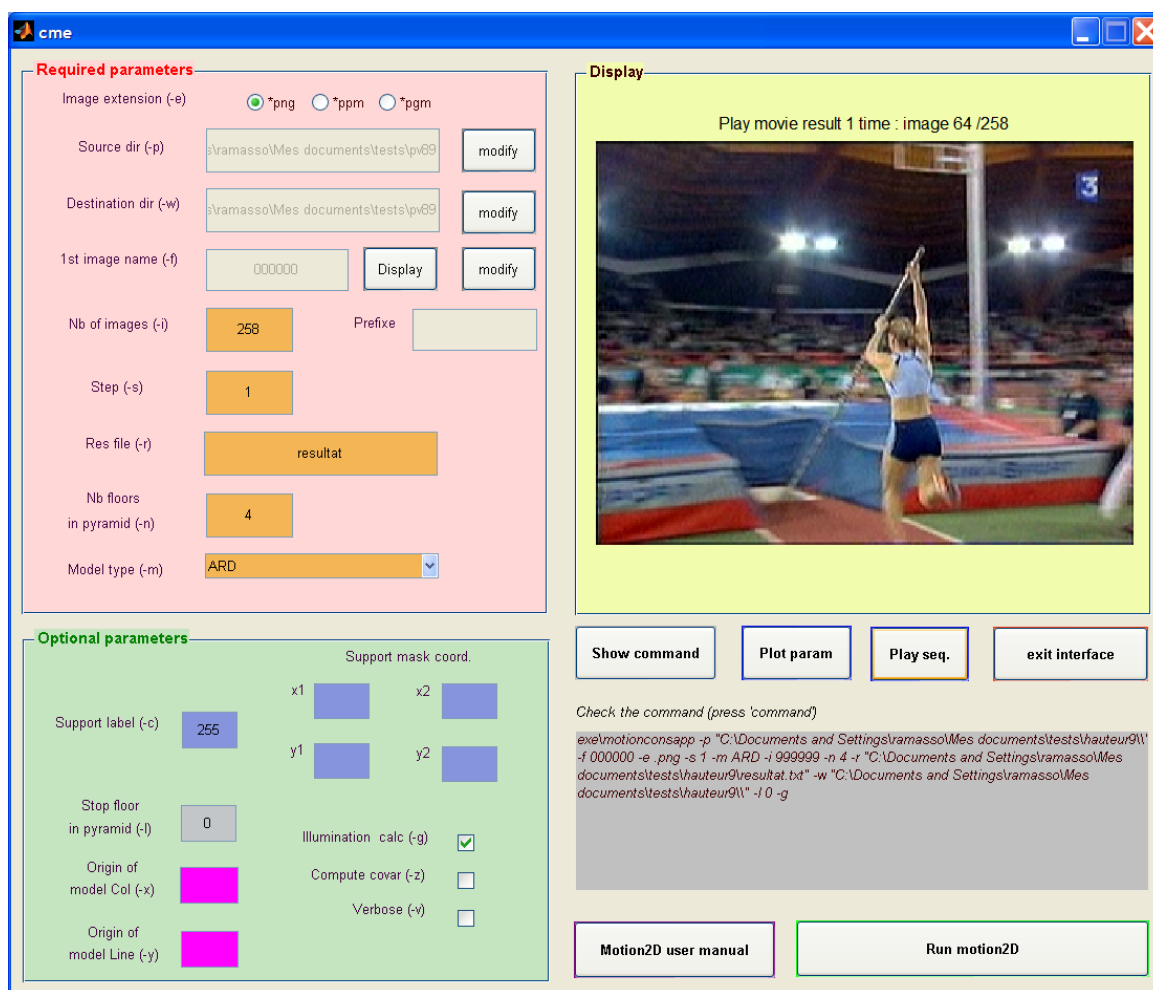 cme
Required parameters
Image extension (-e)
*png *ppm *pgm
Source dir (-p)
s\ramasso\Mes documents\tests\pv89
modify
Destination dir (-w)
s\ramasso\Mes documents\tests\pv89
modify
1st image name (-f)
000000
Display
modify
Nb of images (-i)
258
Prefixe
Step (-s)
1
Res file (-r)
resultat
Nb floors
in pyramid (-n)
4
Model type (-m)
ARD
Optional parameters
Support mask coord.
x1
x2
Support label (-c)
255
y1
y2
Stop floor
in pyramid (-l)
0
Illumination calc (-g)
Origin of
model Col (-x)
Compute covar (-z)
Verbose (-v)
Origin of
model Line (-y)
Display
Play movie result 1 time : image 64 /258
3
Show command
Plot param
Play seq.
exit interface
Check the command (press 'command')
exe\motionconsapp -p "C:\Documents and Settings\ramasso\Mes documents\tests\hauteur9\\"
-f 000000 -e .png -s 1 -m ARD -i 999999 -n 4 -r "C:\Documents and Settings\ramasso\Mes
documents\tests\hauteur9\resultat.txt" -w "C:\Documents and Settings\ramasso\Mes
documents\tests\hauteur9\\" -l 0 -g
Motion2D user manual
Run motion2D